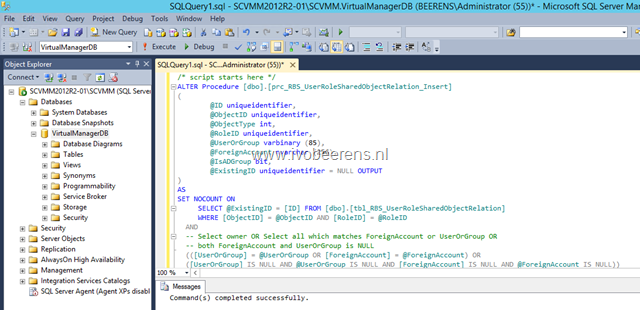 SQLQuery1.sql - SCVMM2012R2-01\SCVMM.VirtualManagerDB (BEERENS\Administrator (55))* - Microsoft SQL Server Mar
File Edit View Query Project Debug Tools Window Help
New Query
VirtualManagerDB
Execute Debug
Object Explorer
Connect
SCVMM2012R2-01\SCVMM (SQL Server
Databases
System Databases
Database Snapshots
VirtualManagerDB
Database Diagrams
Tables
Views
Synonyms
Programmability
Service Broker
Storage
Security
Security
Server Objects
Replication
AlwaysOn High Availability
Management
Integration Services Catalogs
SQL Server Agent (Agent XPs disabl
SQLQuery1.sql - SC...Administrator (55))*
/* script starts here */
ALTER Procedure [dbo].[prc_RBS_UserRoleSharedObjectRelation_Insert]
(
@ID uniqueidentifier,
@ObjectID uniqueidentifier,
@ObjectType int,
@RoleID uniqueidentifier,
@UserOrGroup varbinary (85),
@ForeignAccount nvarchar (256),
@IsADGroup bit,
@ExistingID uniqueidentifier = NULL OUTPUT
)
AS
SET NOCOUNT ON
SELECT @ExistingID = [ID] FROM [dbo].[tbl_RBS_UserRoleSharedObjectRelation]
WHERE [ObjectID] = @ObjectID AND [RoleID] = @RoleID
AND
-- Select owner OR Select all which matches ForeignAccount or UserOrGroup OR
-- both ForeignAccount and UserOrGroup is NULL
(([UserOrGroup] = @UserOrGroup OR [ForeignAccount] = @ForeignAccount) OR
([UserOrGroup] IS NULL AND @UserOrGroup IS NULL AND [ForeignAccount] IS NULL AND @ForeignAccount IS NULL))
www.ivobeerens.nl
100 %
Messages
Command(s) completed successfully.